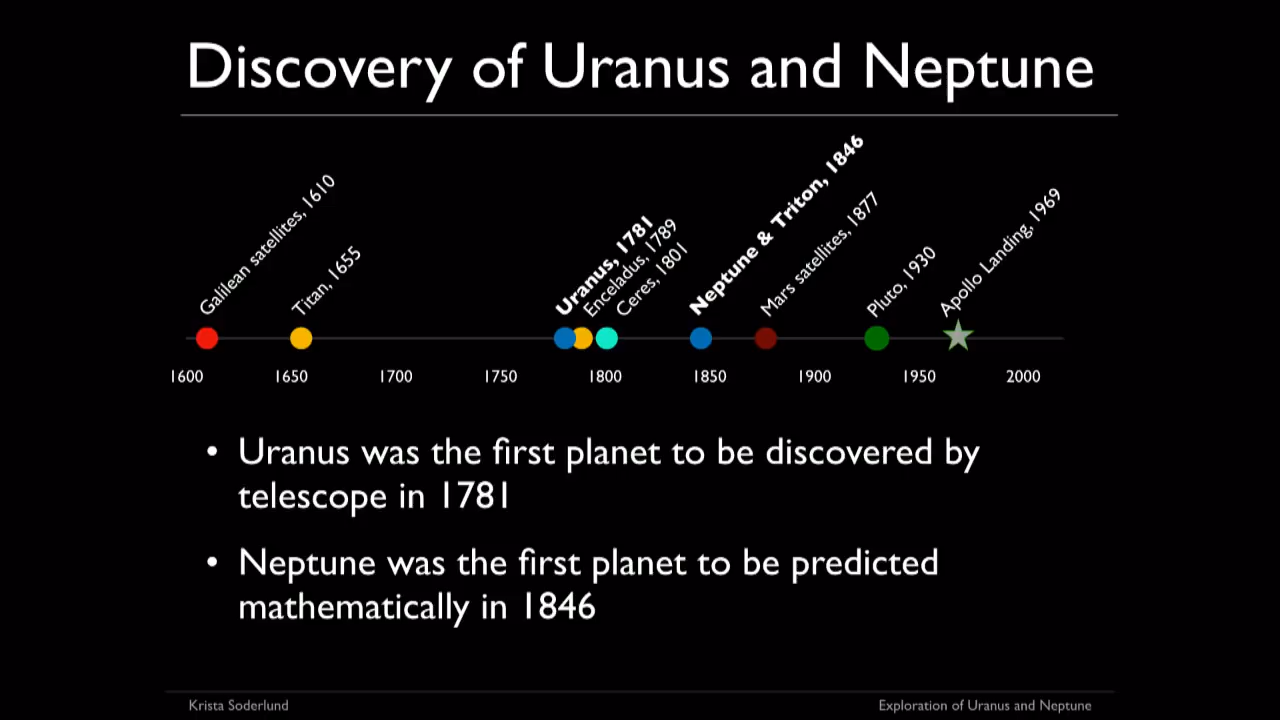 Discovery of Uranus and Neptune
Galilean satellites, 1610
Titan, 1655
Uranus, 1781
Enceladus, 1789
Ceres, 1801
Neptune & Triton, 1846
Mars satellites, 1877
Pluto, 1930
Apollo Landing, 1969
1600 1650 1700 1750 1800 1850 1900 1950 2000
• Uranus was the first planet to be discovered by
telescope in 1781
• Neptune was the first planet to be predicted
mathematically in 1846
Krista Soderlund
Exploration of Uranus and Neptune